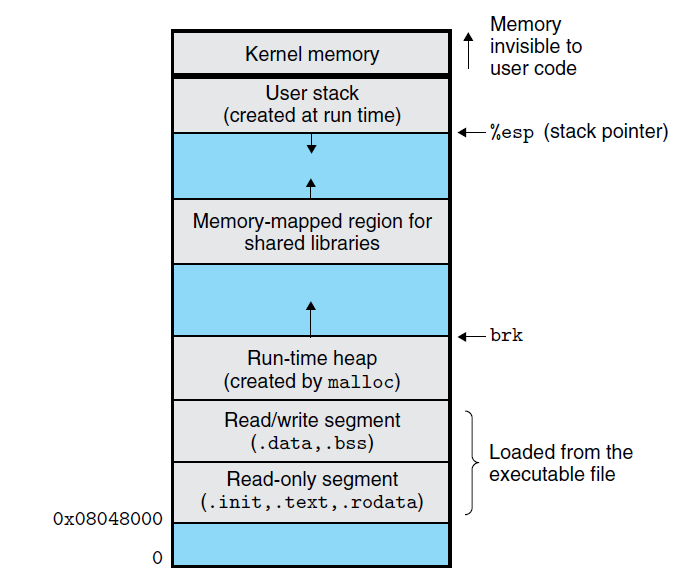 Memory
invisible to
user code
Kernel memory
User stack
(created at run time)
%esp (stack pointer)
Memory-mapped region for
shared libraries
brk
Run-time heap
(created by malloc)
Read/write segment
(.data,.bss)
Loaded from the
executable file
Read-only segment
(.init,.text,.rodata)
0x08048000
0